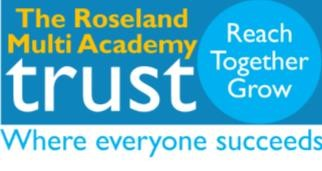 The Roseland
Multi Academy
trust
Reach
Together
Grow
Where everyone succeeds